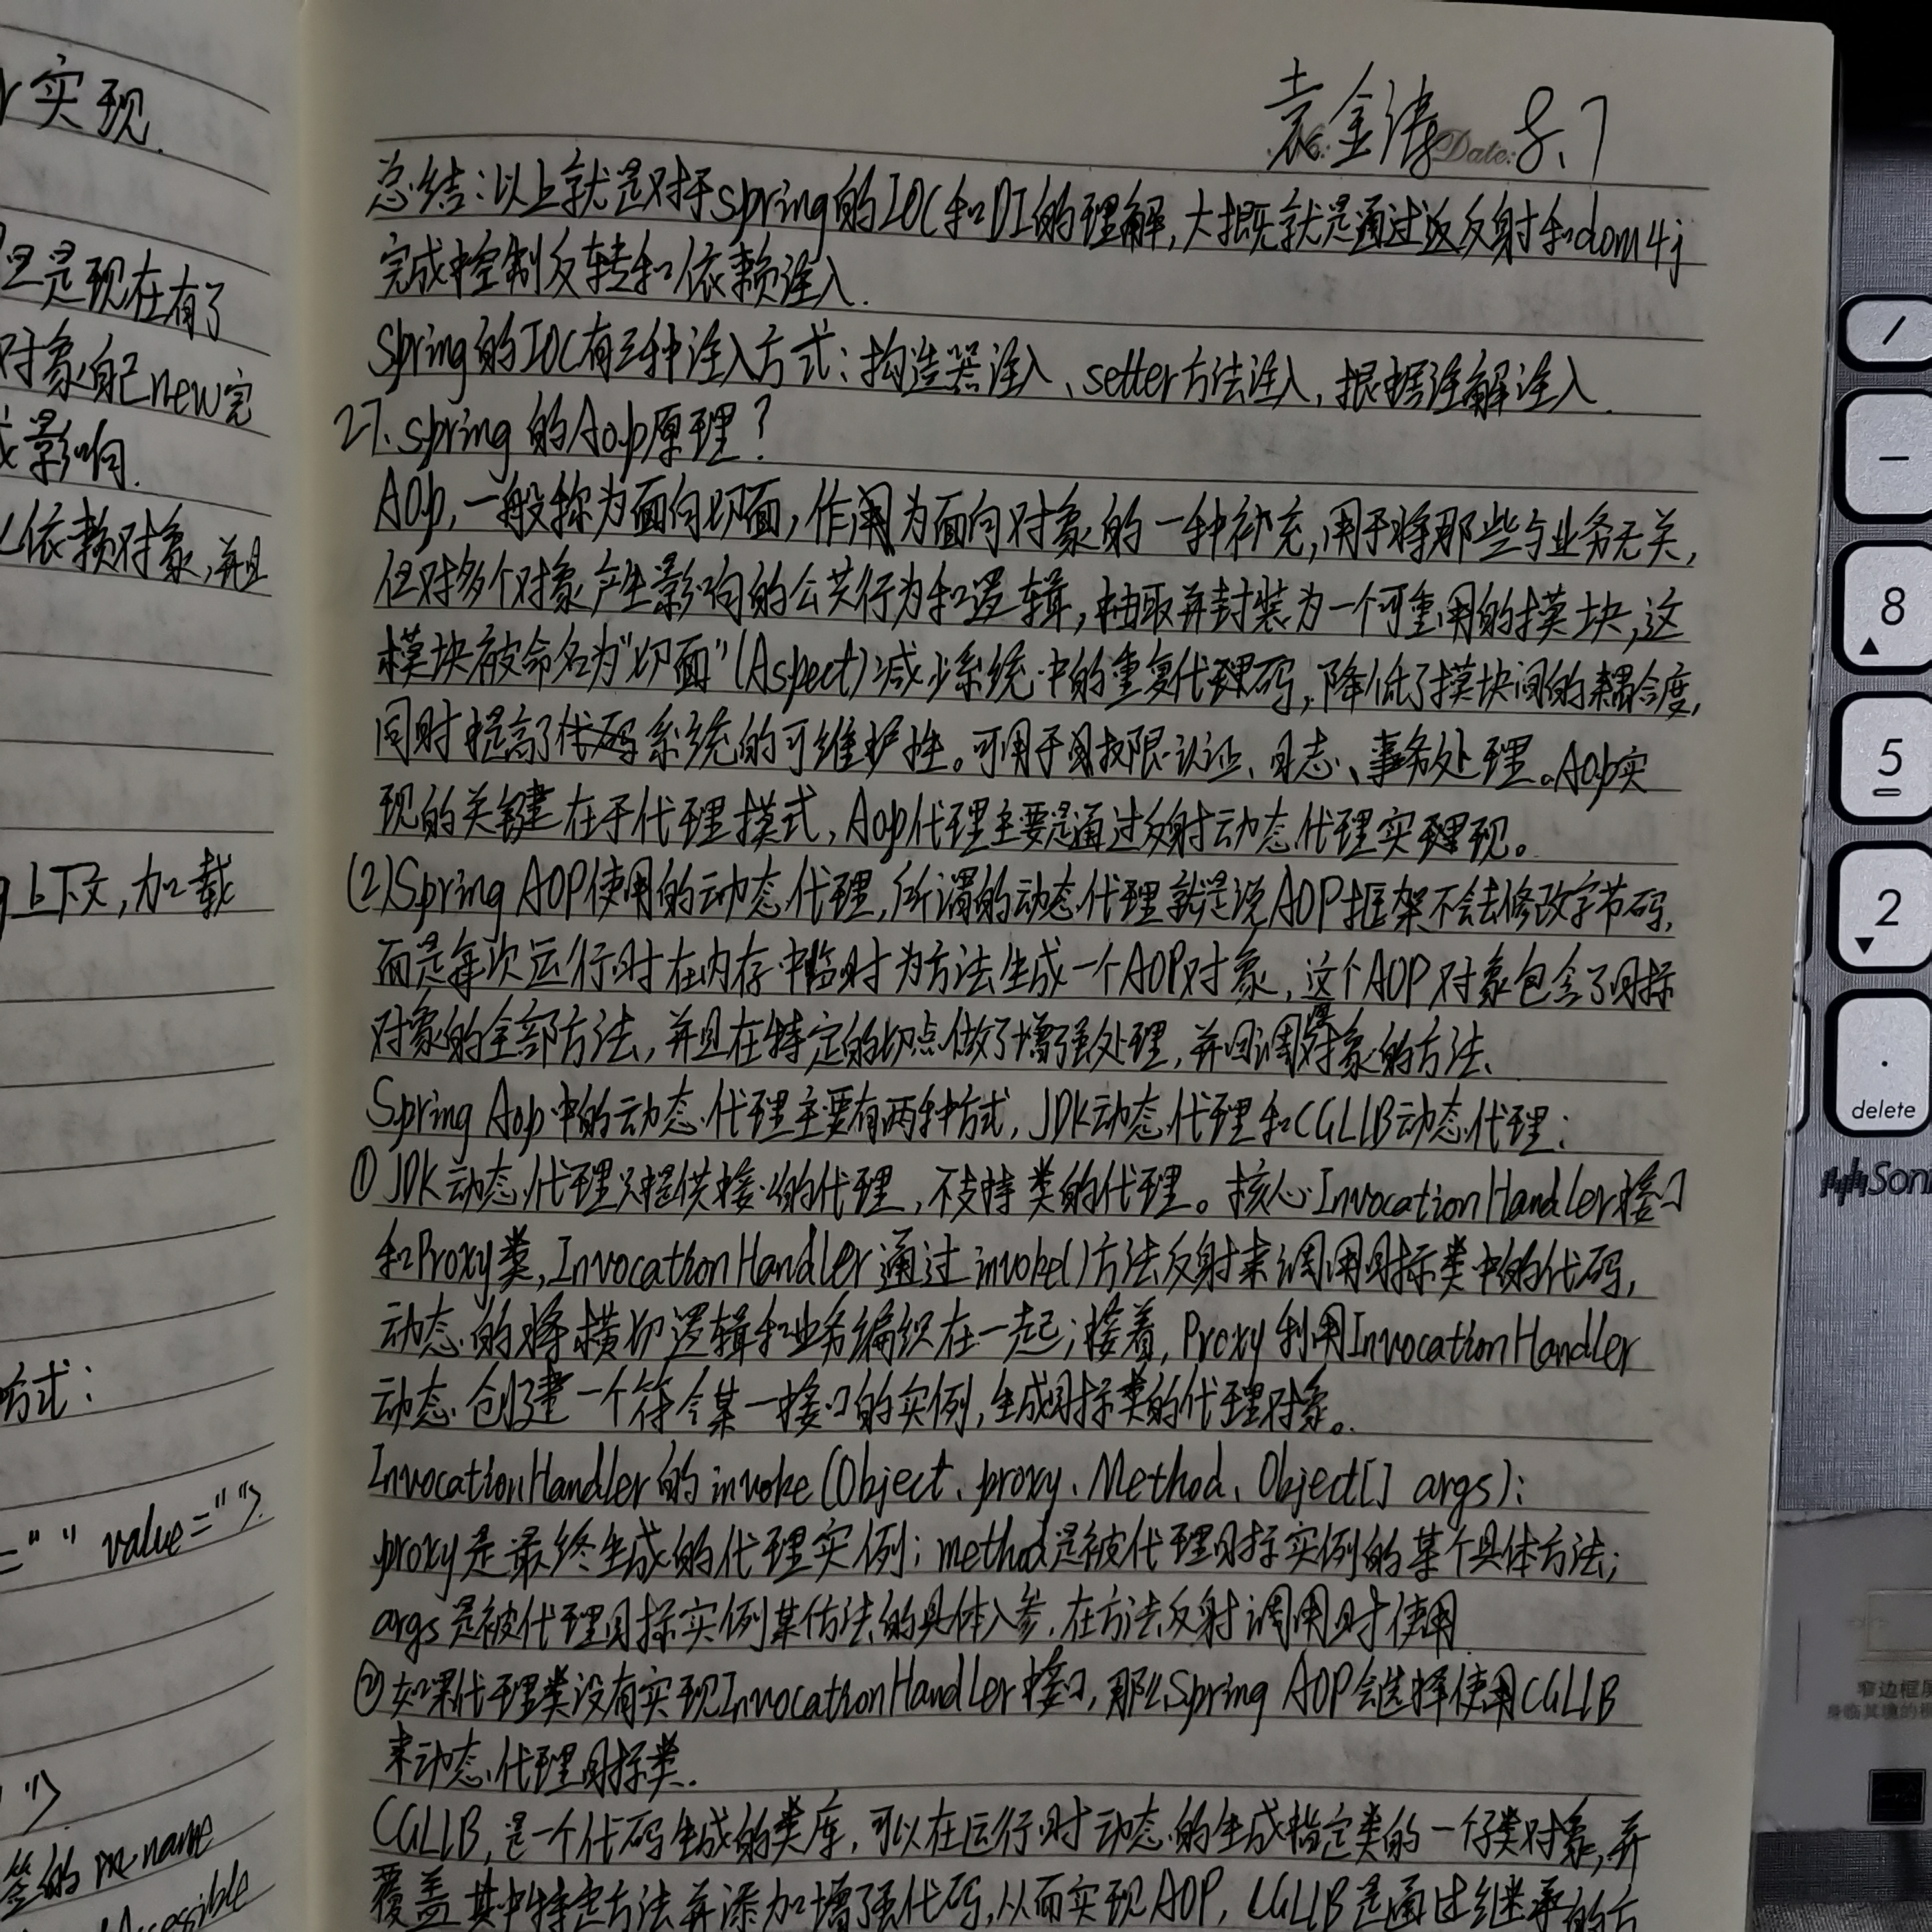 实现.
但是现在有了
对象自己new完
成影响.
依赖对象,并且
上下文,加载
方式:
=" " value=" ">.
">
签的 name
袁金涛 Date: 8.7
总结:以上就是对于spring的IOC和DI的理解,大概就是通过反反射和dom4j
完成控制反转和依赖注入.
Spring的IOC有三种注入方式:构造器注入、setter方法注入,根据注解注入.
27.spring的Aop原理?
AOp,一般称为面向切面,作为面向对象的一种补充,用于将那些与业务无关,
但对多个对象产生影响的公共行为和逻辑,抽取并封装为一个可重用的模块,这
模块被命名为"切面"(Aspect)减少系统中的重复代码,降低了模块间的耦合度,
同时提高了系统的可维护性。可用于权限认证、日志、事务处理。Aop实
现的关键在于代理模式,Aop代理主要是通过反射动态代理实现。
(2)Spring AOP使用的动态代理,所谓的动态代理就是说AOP框架不会去修改字节码,
而是每次运行时在内存中临时为方法生成一个AOP对象,这个AOP对象包含了目标
对象的全部方法,并且在特定的切点做了增强处理,并回调原对象的方法.
Spring Aop中的动态代理主要有两种方式,JDK动态代理和CGLIB动态代理:
①JDK动态代理只提供接口的代理,不支持类的代理。核心InvocationHandler接口
和Proxy类,InvocationHandler通过invoke()方法反射来调用目标类中的代码,
动态的将横切逻辑和业务编织在一起;接着,Proxy利用InvocationHandler
动态创建一个符合某一接口的实例,生成目标类的代理对象。
InvocationHandler的invoke(Object、proxy、Method、Object[] args):
proxy是最终生成的代理实例;method是被代理目标实例的某个具体方法;
args是被代理目标实例某个方法的具体入参,在方法反射调用时使用.
②如果代理类没有实现InvocationHandler接口,那么Spring AOP会选择使用CGLIB
来动态代理目标类.
CGLIB,是一个代码生成的类库,可以在运行时动态的生成指定类的一个子类对象,并
覆盖其中特定方法并添加增强代码,从而实现AOP,CGLIB是通过继承的方
/
-
8
5
2
.
delete
窄边框